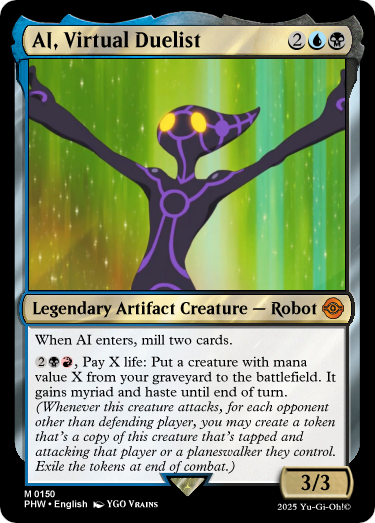 AI, Virtual Duelist 2
When AI enters, mill two cards.
Legendary Artifact Creature — Robot
2, Pay X life: Put a creature with mana
value X from your graveyard to the battlefield. It
gains myriad and haste until end of turn.
(Whenever this creature attacks, for each opponent
other than defending player, you may create a token
that's a copy of this creature that's tapped and
attacking that player or a planeswalker they control.
Exile the tokens at end of combat.)
3/3
M 0150
PHW • English YGO VRAINS
2025 Yu-Gi-Oh!©